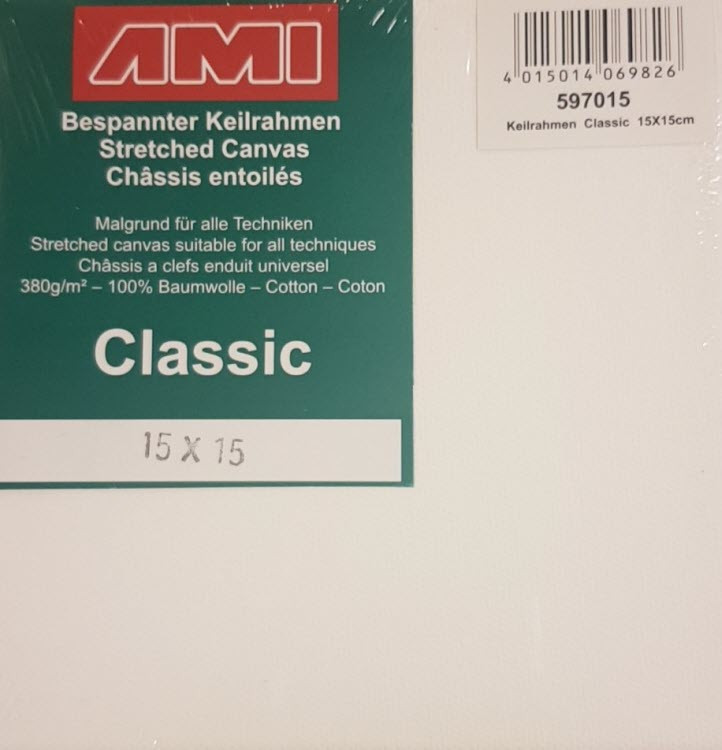 AMI
Bespannter Keilrahmen
Stretched Canvas
Châssis entoilés
Malgrund für alle Techniken
Stretched canvas suitable for all techniques
Châssis a clefs enduit universel
380g/m² – 100% Baumwolle – Cotton – Coton
Classic
15 X 15
4 015014 069826
597015
Keilrahmen Classic 15X15cm